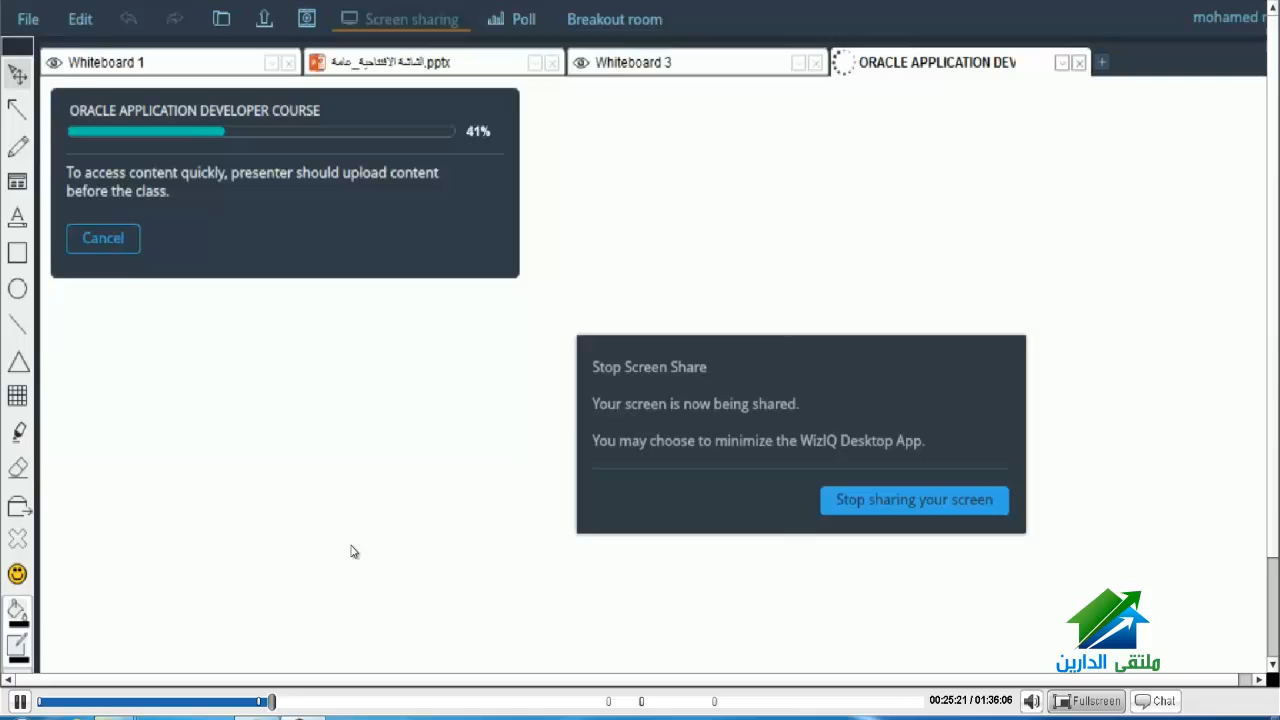 File Edit Screen sharing Poll Breakout room mohamed
Whiteboard 1 الشاشة الافتتاحية_عامة.pptx Whiteboard 3 ORACLE APPLICATION DEV
ORACLE APPLICATION DEVELOPER COURSE
41%
To access content quickly, presenter should upload content
before the class.
Cancel
Stop Screen Share
Your screen is now being shared.
You may choose to minimize the WizIQ Desktop App.
Stop sharing your screen
ملتقى الدارين
00:25:21 / 01:36:06 Fullscreen Chat